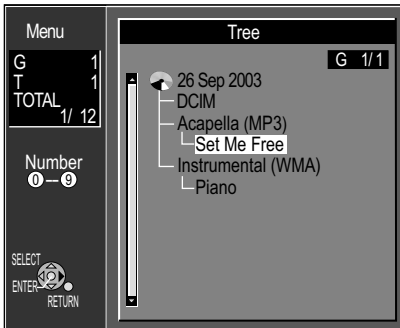 Menu
G 1
T 1
TOTAL
1/ 12
Number
0–9
SELECT
ENTER
RETURN
Tree
G 1/1
26 Sep 2003
DCIM
Acapella (MP3)
Set Me Free
Instrumental (WMA)
Piano